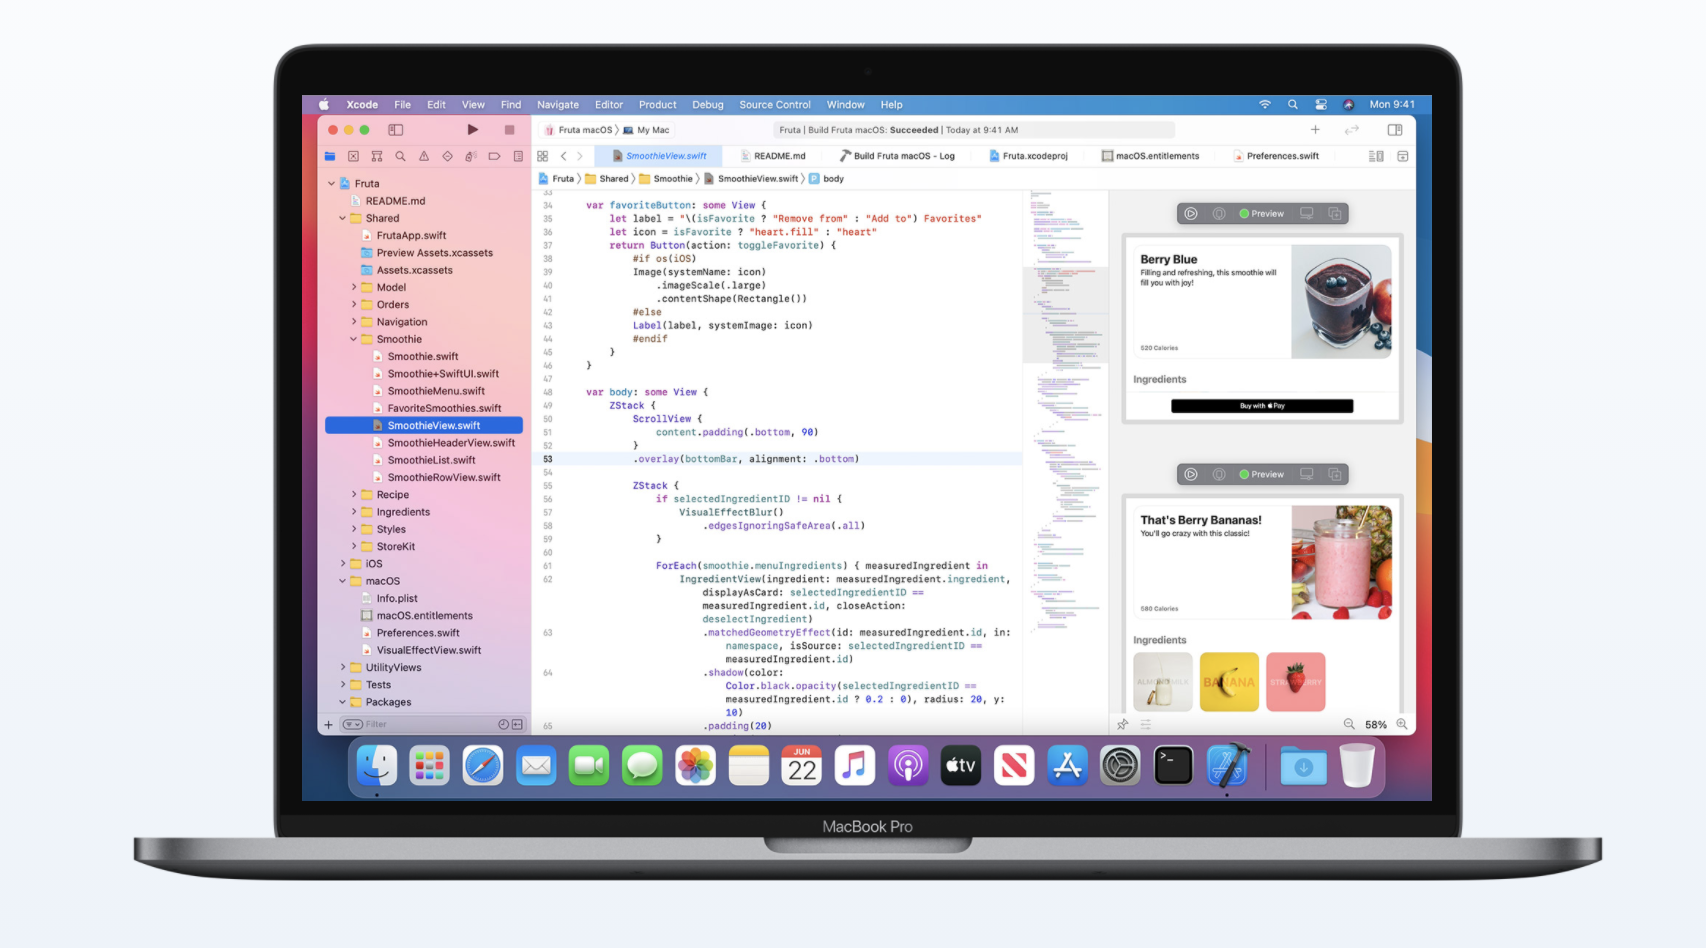 Xcode File Edit View Find Navigate Editor Product Debug Source Control Window Help Mon 9:41
Fruta macOS My Mac Fruta | Build Fruta macOS: Succeeded | Today at 9:41 AM
SmoothieView.swift README.md Build Fruta macOS - Log Fruta.xcodeproj macOS.entitlements Preferences.swift
Fruta Shared Smoothie SmoothieView.swift P body
Fruta
README.md
Shared
FrutaApp.swift
Preview Assets.xcassets
Assets.xcassets
Model
Orders
Navigation
Smoothie
Smoothie.swift
Smoothie+SwiftUI.swift
SmoothieMenu.swift
FavoriteSmoothies.swift
SmoothieView.swift
SmoothieHeaderView.swift
SmoothieList.swift
SmoothieRowView.swift
Recipe
Ingredients
Styles
StoreKit
iOS
macOS
Info.plist
macOS.entitlements
Preferences.swift
VisualEffectView.swift
UtilityViews
Tests
Packages
Filter
33
34 var favoriteButton: some View {
35 let label = "\(isFavorite ? "Remove from" : "Add to") Favorites"
36 let icon = isFavorite ? "heart.fill" : "heart"
37 return Button(action: toggleFavorite) {
38 #if os(iOS)
39 Image(systemName: icon)
40 .imageScale(.large)
41 .contentShape(Rectangle())
42 #else
43 Label(label, systemImage: icon)
44 #endif
45 }
46 }
47
48 var body: some View {
49 ZStack {
50 ScrollView {
51 content.padding(.bottom, 90)
52 }
53 .overlay(bottomBar, alignment: .bottom)
54
55 ZStack {
56 if selectedIngredientID != nil {
57 VisualEffectBlur()
58 .edgesIgnoringSafeArea(.all)
59 }
60
61 ForEach(smoothie.menuIngredients) { measuredIngredient in
62 IngredientView(ingredient: measuredIngredient.ingredient,
displayAsCard: selectedIngredientID ==
measuredIngredient.id, closeAction:
deselectIngredient)
63 .matchedGeometryEffect(id: measuredIngredient.id, in:
namespace, isSource: selectedIngredientID ==
measuredIngredient.id)
64 .shadow(color:
Color.black.opacity(selectedIngredientID ==
measuredIngredient.id ? 0.2 : 0), radius: 20, y:
10)
65 .padding(20)
Preview
Berry Blue
Filling and refreshing, this smoothie will
fill you with joy!
520 Calories
Ingredients
Buy with Pay
Preview
That's Berry Bananas!
You'll go crazy with this classic!
580 Calories
Ingredients
ALMOND MILK BANANA STRAWBERRY
58%
JUN
22
tv
MacBook Pro